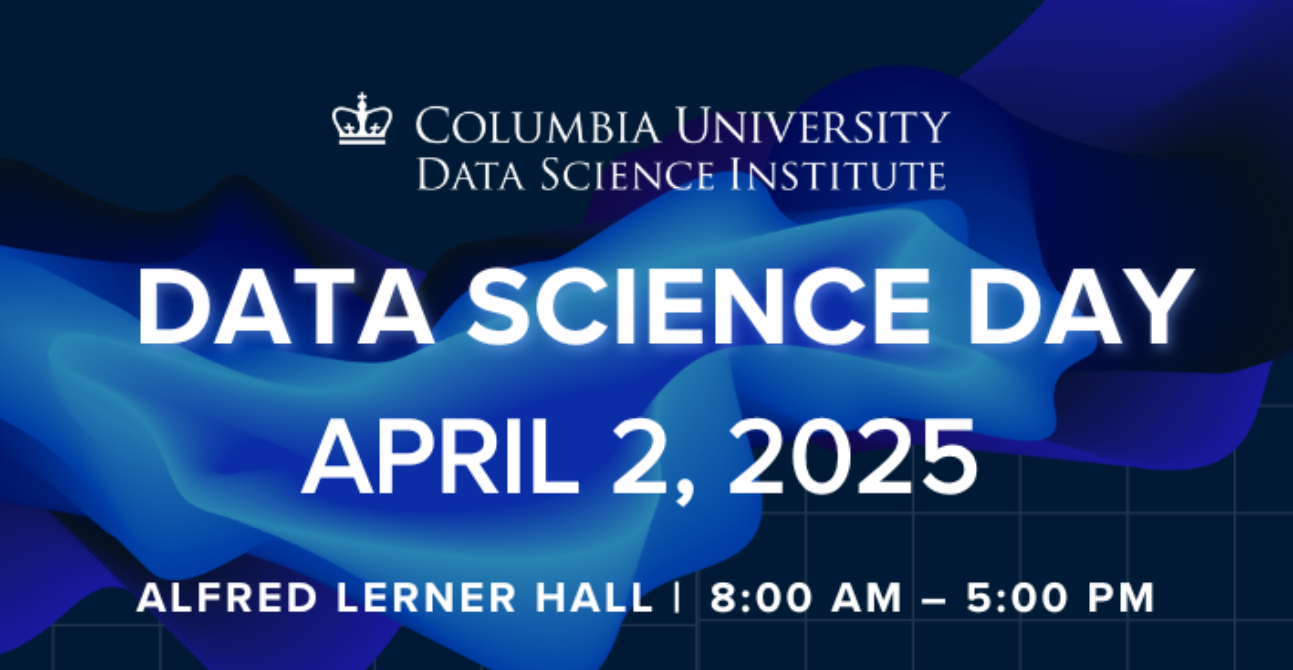 COLUMBIA UNIVERSITY
DATA SCIENCE INSTITUTE
DATA SCIENCE DAY
APRIL 2, 2025
ALFRED LERNER HALL | 8:00 AM – 5:00 PM